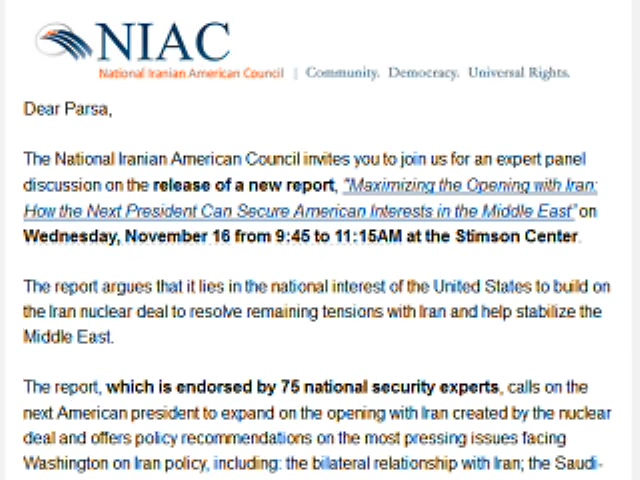 NIAC
National Iranian American Council | Community. Democracy. Universal Rights.
Dear Parsa,
The National Iranian American Council invites you to join us for an expert panel
discussion on the release of a new report, "Maximizing the Opening with Iran:
How the Next President Can Secure American Interests in the Middle East" on
Wednesday, November 16 from 9:45 to 11:15AM at the Stimson Center.
The report argues that it lies in the national interest of the United States to build on
the Iran nuclear deal to resolve remaining tensions with Iran and help stabilize the
Middle East.
The report, which is endorsed by 75 national security experts, calls on the
next American president to expand on the opening with Iran created by the nuclear
deal and offers policy recommendations on the most pressing issues facing
Washington on Iran policy, including: the bilateral relationship with Iran; the Saudi-